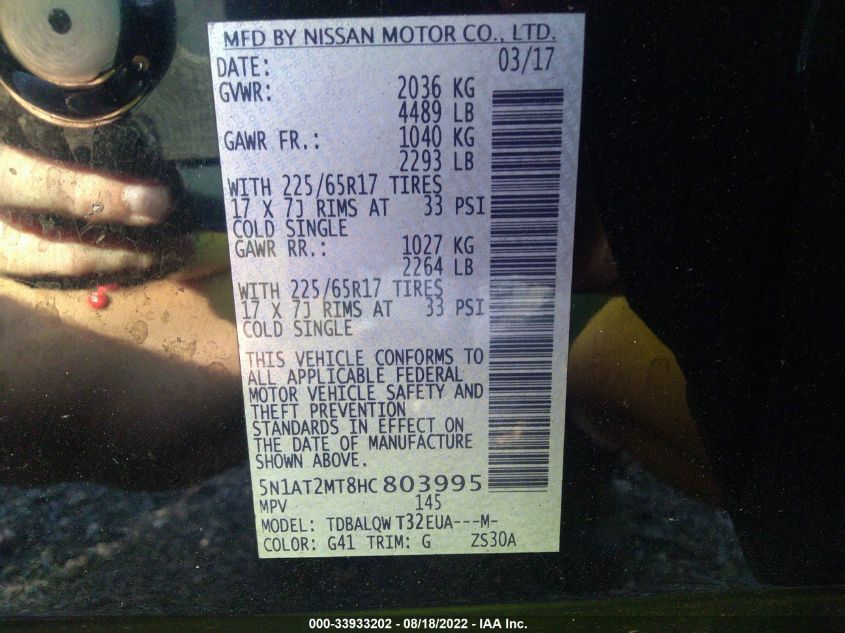 MFD BY NISSAN MOTOR CO., LTD.
DATE: 03/17
GVWR: 2036 KG
4489 LB
GAWR FR.: 1040 KG
2293 LB
WITH 225/65R17 TIRES
17 X 7J RIMS AT 33 PSI
COLD SINGLE
GAWR RR.: 1027 KG
2264 LB
WITH 225/65R17 TIRES
17 X 7J RIMS AT 33 PSI
COLD SINGLE
THIS VEHICLE CONFORMS TO
ALL APPLICABLE FEDERAL
MOTOR VEHICLE SAFETY AND
THEFT PREVENTION
STANDARDS IN EFFECT ON
THE DATE OF MANUFACTURE
SHOWN ABOVE.
5N1AT2MT8HC 803995
MPV 145
MODEL: TDBALQW T32EUA---M-
COLOR: G41 TRIM: G ZS30A
000-33933202 - 08/18/2022 - IAA Inc.